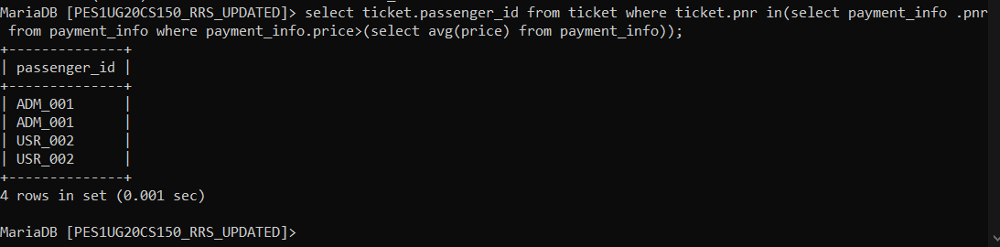 MariaDB [PES1UG20CS150_RRS_UPDATED]> select ticket.passenger_id from ticket where ticket.pnr in(select payment_info .pnr
 from payment_info where payment_info.price>(select avg(price) from payment_info));
+--------------+
| passenger_id |
+--------------+
| ADM_001      |
| ADM_001      |
| USR_002      |
| USR_002      |
+--------------+
4 rows in set (0.001 sec)
MariaDB [PES1UG20CS150_RRS_UPDATED]>